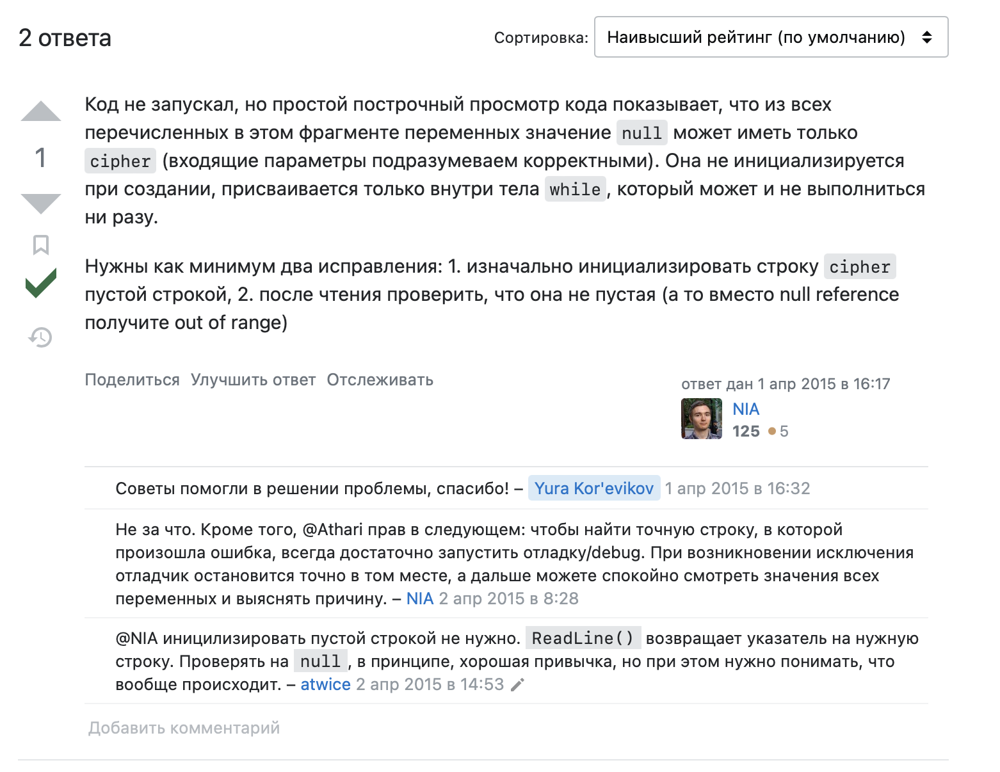 2 ответа
Сортировка: Наивысший рейтинг (по умолчанию)
Код не запускал, но простой построчный просмотр кода показывает, что из всех
перечисленных в этом фрагменте переменных значение null может иметь только
cipher (входящие параметры подразумеваем корректными). Она не инициализируется
при создании, присваивается только внутри тела while, который может и не выполниться
ни разу.
1
Нужны как минимум два исправления: 1. изначально инициализировать строку cipher
пустой строкой, 2. после чтения проверить, что она не пустая (а то вместо null reference
получите out of range)
Поделиться Улучшить ответ Отслеживать
ответ дан 1 апр 2015 в 16:17
NIA
125 5
Советы помогли в решении проблемы, спасибо! – Yura Kor'evikov 1 апр 2015 в 16:32
Не за что. Кроме того, @Athari прав в следующем: чтобы найти точную строку, в которой
произошла ошибка, всегда достаточно запустить отладку/debug. При возникновении исключения
отладчик остановится точно в том месте, а дальше можете спокойно смотреть значения всех
переменных и выяснять причину. – NIA 2 апр 2015 в 8:28
@NIA иницилизировать пустой строкой не нужно. ReadLine() возвращает указатель на нужную
строку. Проверять на null, в принципе, хорошая привычка, но при этом нужно понимать, что
вообще происходит. – atwice 2 апр 2015 в 14:53
Добавить комментарий